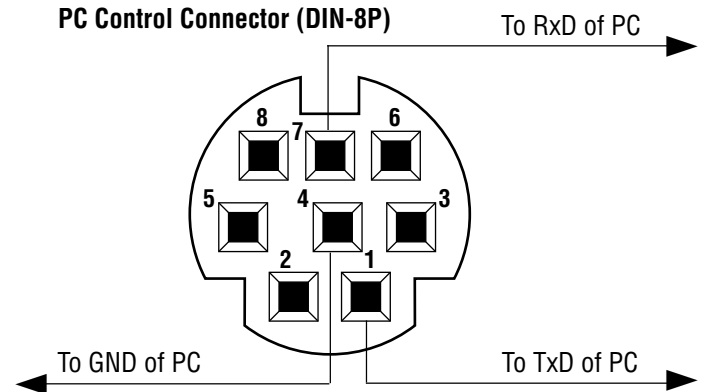 PC Control Connector (DIN-8P)
To RxD of PC
8
7
6
5
4
3
2
1
To GND of PC
To TxD of PC